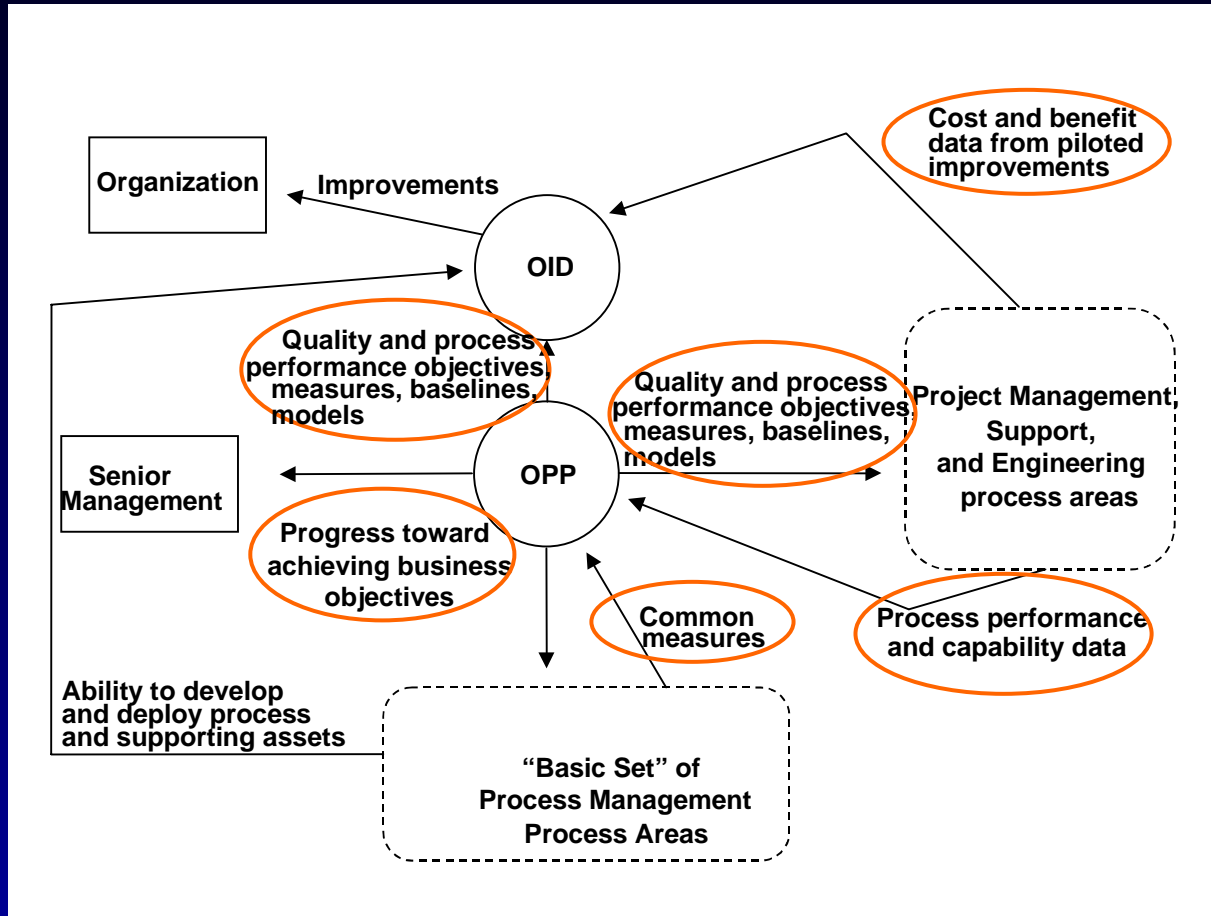 Cost and benefit
data from piloted
improvements
Organization
Improvements
OID
Quality and process
performance objectives,
measures, baselines,
models
Quality and process
performance objectives,
measures, baselines,
models
Project Management,
Support,
and Engineering
process areas
Senior
Management
OPP
Progress toward
achieving business
objectives
Common
measures
Process performance
and capability data
Ability to develop
and deploy process
and supporting assets
“Basic Set” of
Process Management
Process Areas